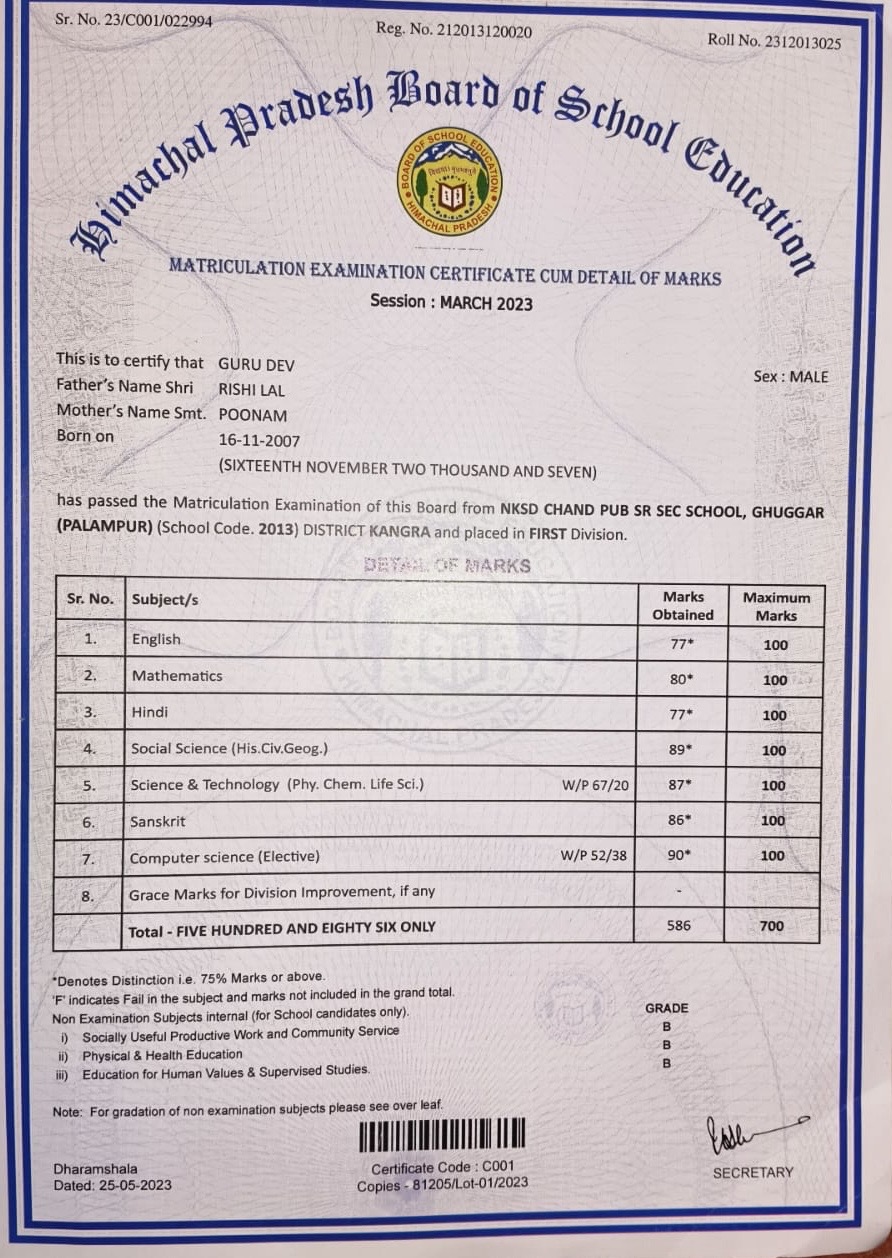 Sr. No. 23/C001/022994
Reg. No. 212013120020
Roll No. 2312013025
Himachal Pradesh Board of School Education
BOARD OF SCHOOL EDUCATION
HIMACHAL PRADESH
MATRICULATION EXAMINATION CERTIFICATE CUM DETAIL OF MARKS
Session : MARCH 2023
This is to certify that GURU DEV
Sex : MALE
Father's Name Shri RISHI LAL
Mother's Name Smt. POONAM
Born on 16-11-2007
(SIXTEENTH NOVEMBER TWO THOUSAND AND SEVEN)
has passed the Matriculation Examination of this Board from NKSD CHAND PUB SR SEC SCHOOL, GHUGGAR
(PALAMPUR) (School Code. 2013) DISTRICT KANGRA and placed in FIRST Division.
DETAIL OF MARKS
Sr. No. Subject/s Marks Obtained Maximum Marks
1. English 77* 100
2. Mathematics 80* 100
3. Hindi 77* 100
4. Social Science (His.Civ.Geog.) 89* 100
5. Science & Technology (Phy. Chem. Life Sci.) W/P 67/20 87* 100
6. Sanskrit 86* 100
7. Computer science (Elective) W/P 52/38 90* 100
8. Grace Marks for Division Improvement, if any -
Total - FIVE HUNDRED AND EIGHTY SIX ONLY 586 700
*Denotes Distinction i.e. 75% Marks or above.
'F' indicates Fail in the subject and marks not included in the grand total.
Non Examination Subjects internal (for School candidates only). GRADE
i) Socially Useful Productive Work and Community Service B
ii) Physical & Health Education B
iii) Education for Human Values & Supervised Studies. B
Note: For gradation of non examination subjects please see over leaf.
Dharamshala
Dated: 25-05-2023
Certificate Code : C001
Copies - 81205/Lot-01/2023
SECRETARY